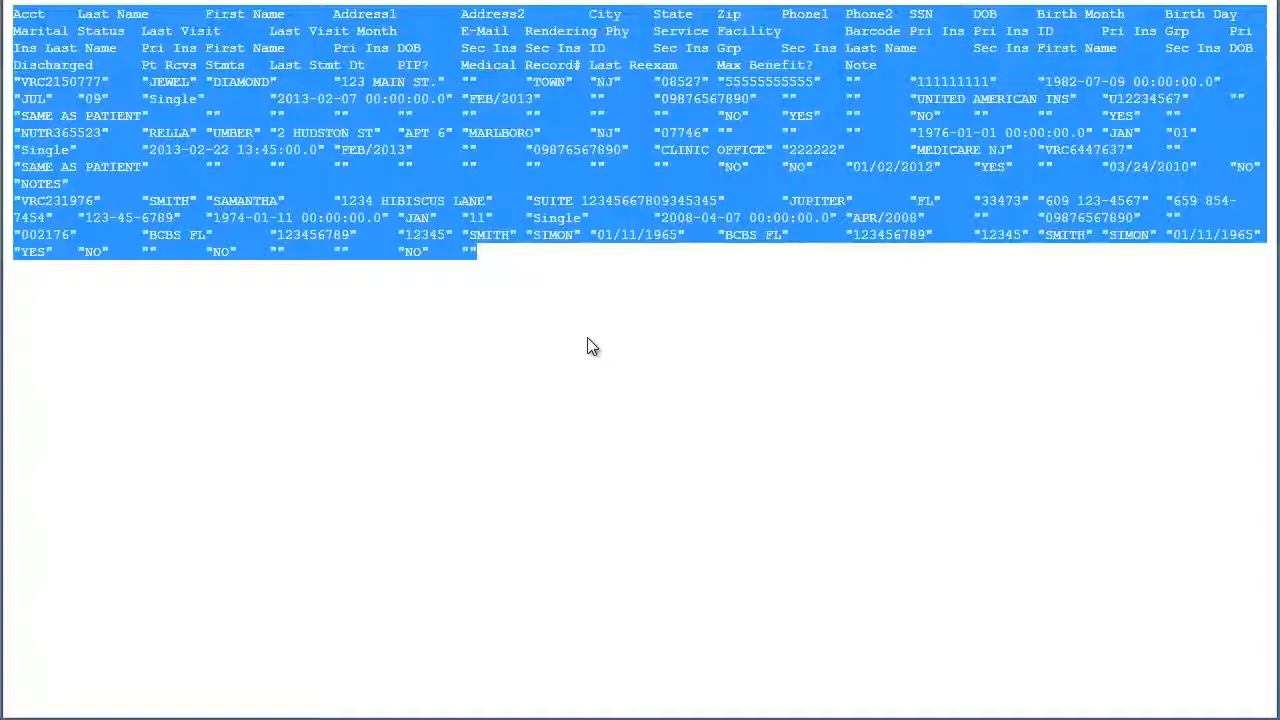 Acct Last Name First Name Address1 Address2 City State Zip Phone1 Phone2 SSN DOB Birth Month Birth Day
Marital Status Last Visit Last Visit Month E-Mail Rendering Phy Service Facility Barcode Pri Ins Pri Ins ID Pri Ins Grp Pri
Ins Last Name Pri Ins First Name Pri Ins DOB Sec Ins Sec Ins ID Sec Ins Grp Sec Ins Last Name Sec Ins First Name Sec Ins DOB
Discharged Pt Rcvs Stmts Last Stmt Dt PIP? Medical Record# Last Reexam Max Benefit? Note
"VRC2150777" "JEWEL" "DIAMOND" "123 MAIN ST." "" "TOWN" "NJ" "08527" "55555555555" "" "111111111" "1982-07-09 00:00:00.0"
"JUL" "09" "Single" "2013-02-07 00:00:00.0" "FEB/2013" "" "09876567890" "" "" "UNITED AMERICAN INS" "U12234567" ""
"SAME AS PATIENT" "" "" "" "" "" "" "" "NO" "YES" "" "NO" "" "" "YES" ""
"NUTR365523" "RELLA" "UMBER" "2 HUDSTON ST" "APT 6" "MARLBORO" "NJ" "07746" "" "" "" "1976-01-01 00:00:00.0" "JAN" "01"
"Single" "2013-02-22 13:45:00.0" "FEB/2013" "" "09876567890" "CLINIC OFFICE" "222222" "MEDICARE NJ" "VRC6447637" ""
"SAME AS PATIENT" "" "" "" "" "" "" "" "NO" "NO" "01/02/2012" "YES" "" "03/24/2010" "NO"
"NOTES"
"VRC231976" "SMITH" "SAMANTHA" "1234 HIBISCUS LANE" "SUITE 12345667809345345" "JUPITER" "FL" "33473" "609 123-4567" "659 854-
7454" "123-45-6789" "1974-01-11 00:00:00.0" "JAN" "11" "Single" "2008-04-07 00:00:00.0" "APR/2008" "" "09876567890" ""
"002176" "BCBS FL" "123456789" "12345" "SMITH" "SIMON" "01/11/1965" "BCBS FL" "123456789" "12345" "SMITH" "SIMON" "01/11/1965"
"YES" "NO" "" "NO" "" "" "NO" ""